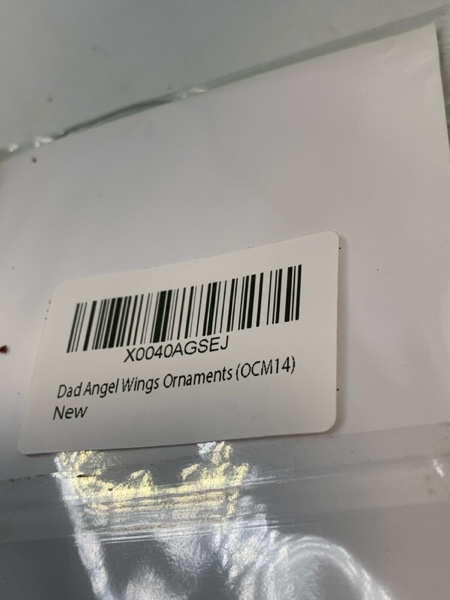 X0040AGSEJ
Dad Angel Wings Ornaments (OCM14)
New